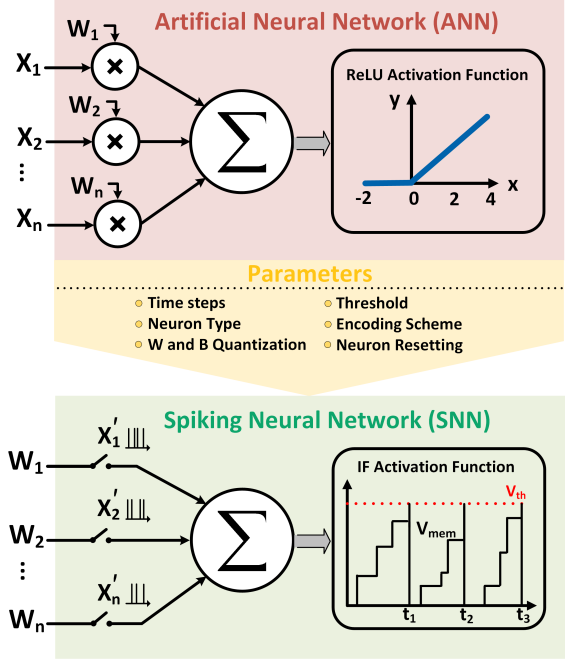 Artificial Neural Network (ANN)
W1
X1
W2
X2
...
Wn
Xn
Σ
ReLU Activation Function
y
x
-2 0 2 4
Parameters
Time steps
Neuron Type
W and B Quantization
Threshold
Encoding Scheme
Neuron Resetting
Spiking Neural Network (SNN)
W1
X′1
W2
X′2
...
Wn
X′n
Σ
IF Activation Function
Vth
Vmem
t1 t2 t3